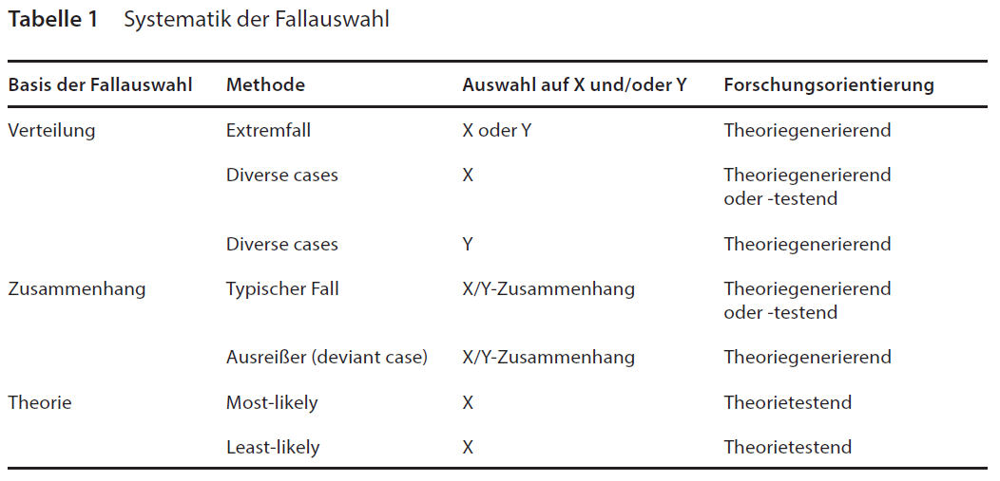 Tabelle 1 Systematik der Fallauswahl
Basis der Fallauswahl Methode Auswahl auf X und/oder Y Forschungsorientierung
Verteilung Extremfall X oder Y Theoriegenerierend
Diverse cases X Theoriegenerierend
oder -testend
Diverse cases Y Theoriegenerierend
Zusammenhang Typischer Fall X/Y-Zusammenhang Theoriegenerierend
oder -testend
Ausreißer (deviant case) X/Y-Zusammenhang Theoriegenerierend
Theorie Most-likely X Theorietestend
Least-likely X Theorietestend